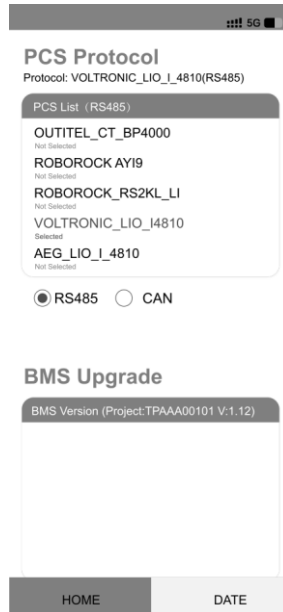 5G
PCS Protocol
Protocol: VOLTRONIC_LIO_I_4810(RS485)
PCS List（RS485）
OUTITEL_CT_BP4000
Not Selected
ROBOROCK AYI9
Not Selected
ROBOROCK_RS2KL_LI
Not Selected
VOLTRONIC_LIO_I4810
Selected
AEG_LIO_I_4810
Not Selected
RS485 CAN
BMS Upgrade
BMS Version (Project:TPAAA00101 V:1.12)
HOME DATE